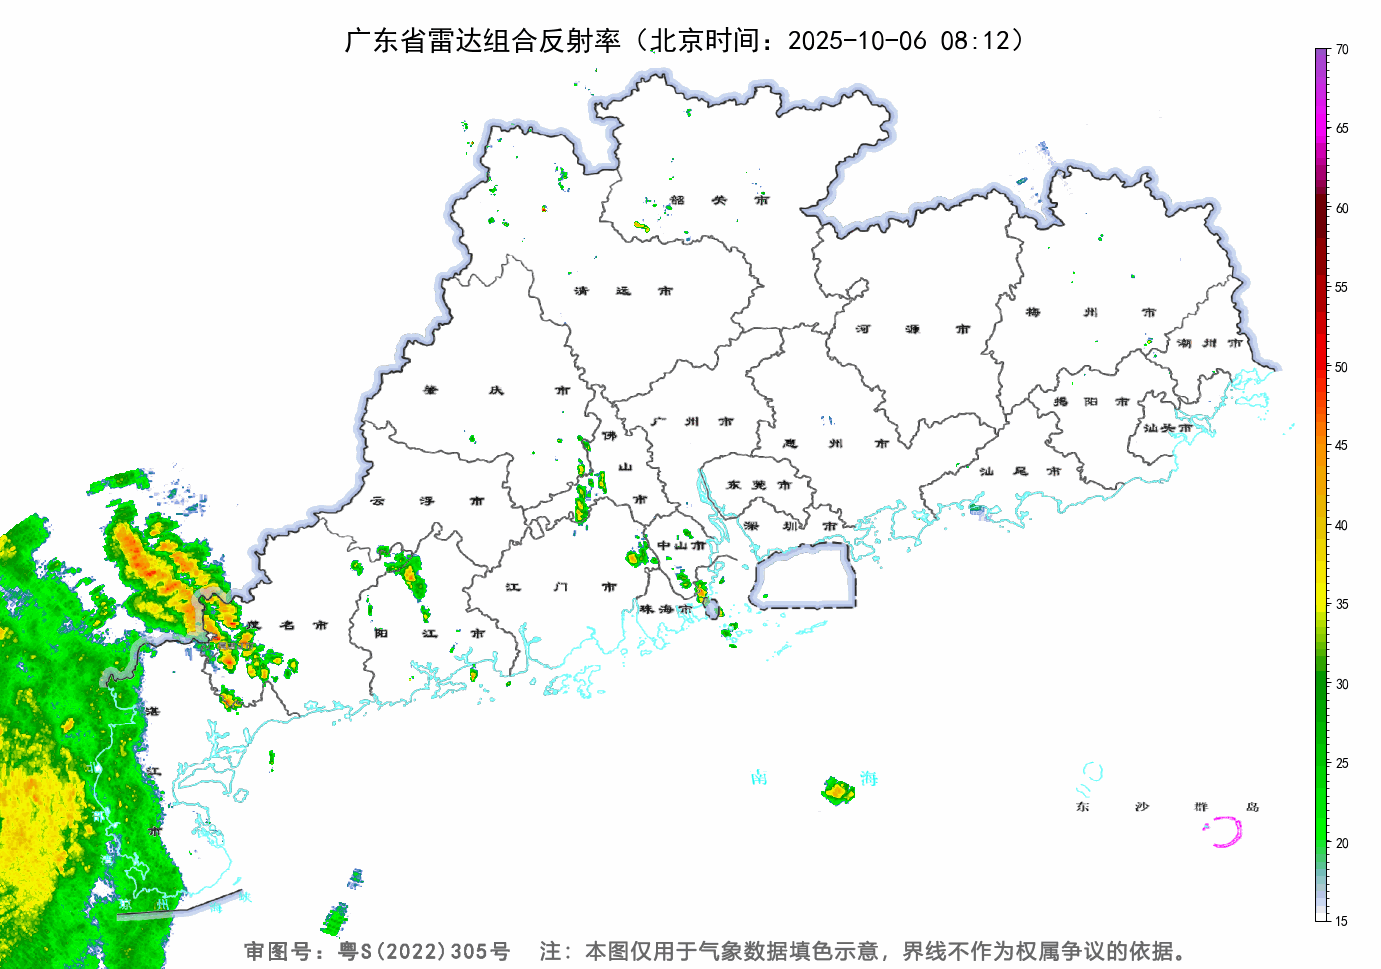 广东省雷达组合反射率（北京时间：2025-10-06 08:12）
70
65
60
55
50
45
40
35
30
25
20
15
韶关市
清远市
河源市
梅州市
潮州市
肇庆市
广州市
佛山市
惠州市
揭阳市
汕头市
云浮市
东莞市
汕尾市
深圳市
中山市
江门市
珠海市
茂名市
阳江市
湛江市
南海
东沙群岛
琼州海峡
审图号：粤S(2022)305号 注：本图仅用于气象数据填色示意，界线不作为权属争议的依据。